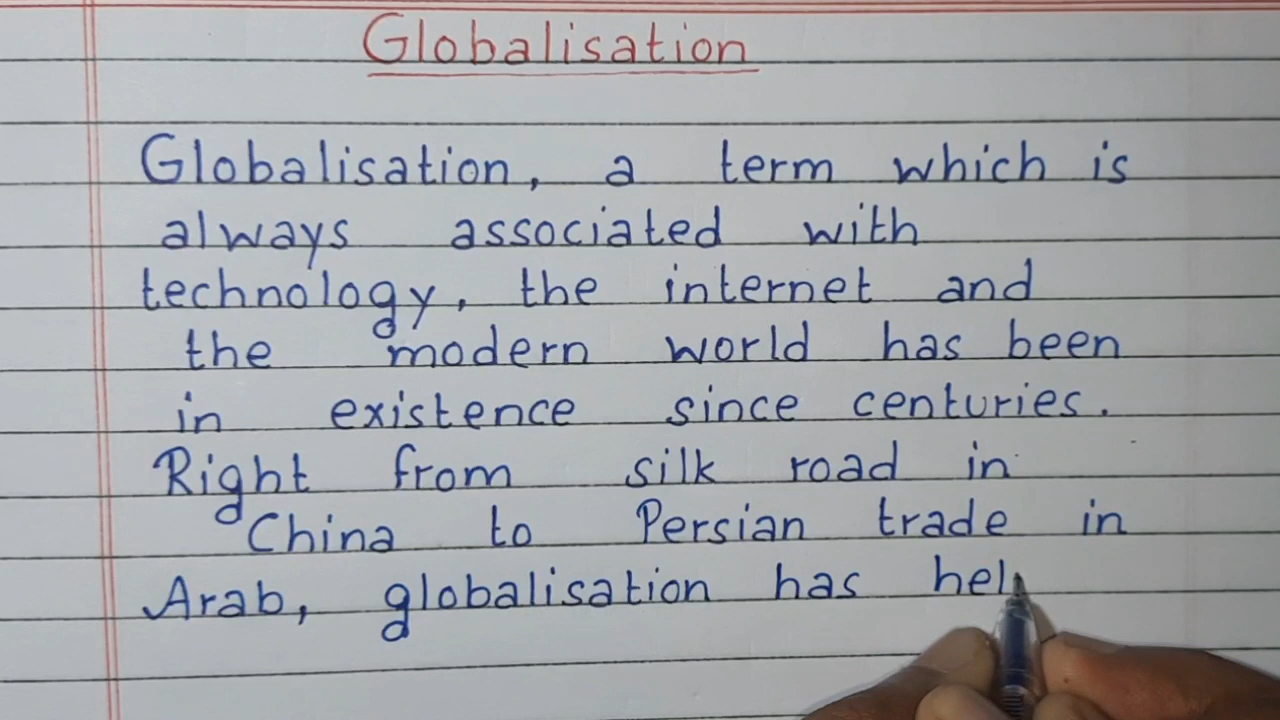 Globalisation
Globalisation, a term which is
always associated with
technology, the internet and
the modern world has been
in existence since centuries.
Right from silk road in
China to Persian trade in
Arab, globalisation has hel